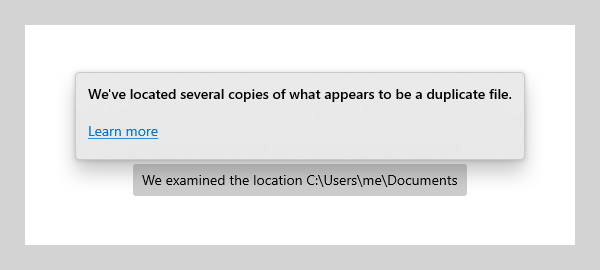 We've located several copies of what appears to be a duplicate file.
Learn more
We examined the location C:\Users\me\Documents